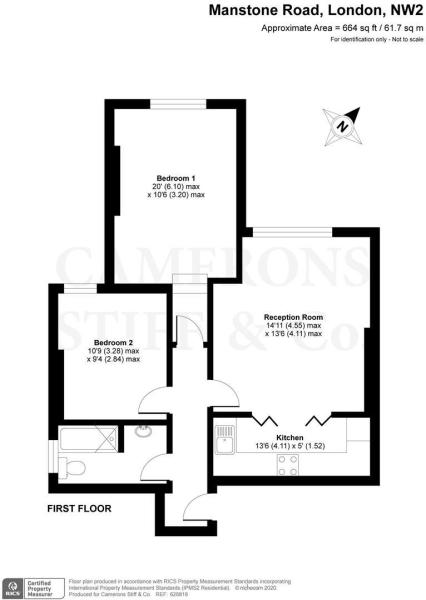 Manstone Road, London, NW2
Approximate Area = 664 sq ft / 61.7 sq m
For identification only - Not to scale
N
Bedroom 1
20' (6.10) max
x 10'6 (3.20) max
CAMERONS
STIFF & Co.
Reception Room
14'11 (4.55) max
x 13'6 (4.11) max
Bedroom 2
10'9 (3.28) max
x 9'4 (2.84) max
Kitchen
13'6 (4.11) x 5' (1.52)
FIRST FLOOR
RICS
Certified
Property
Measurer
Floor plan produced in accordance with RICS Property Measurement Standards incorporating
International Property Measurement Standards (IPMS2 Residential). © nichecom 2020.
Produced for Camerons Stiff & Co. REF: 626818